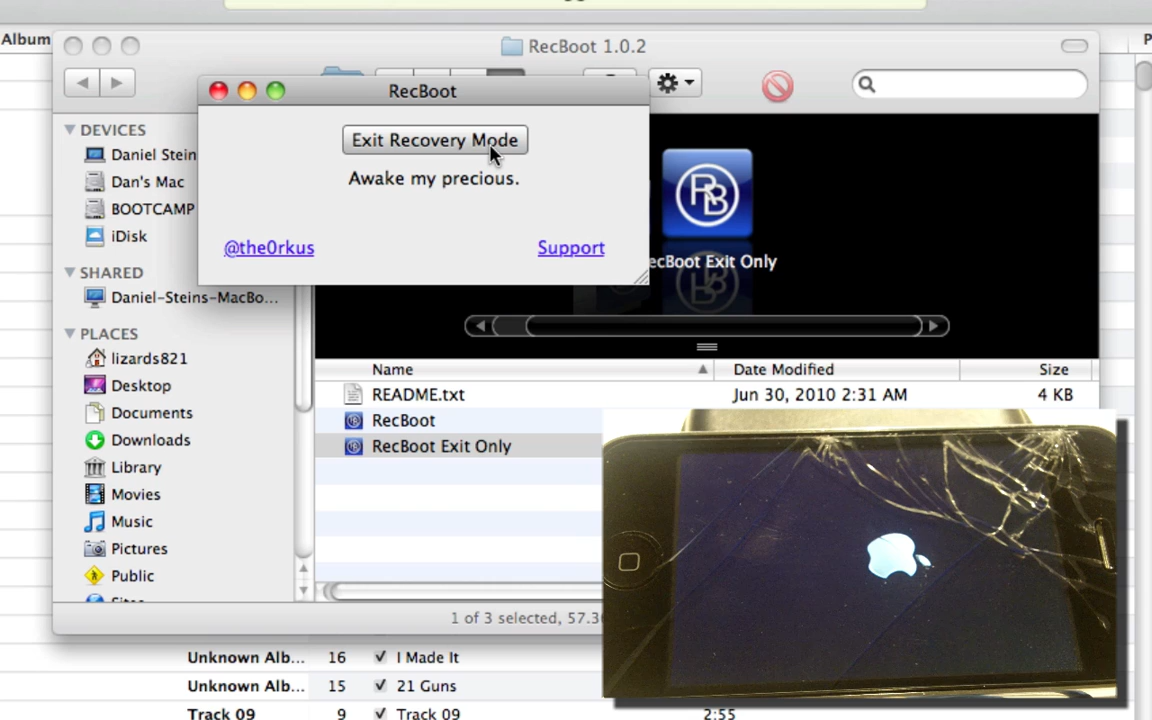 Album
RecBoot 1.0.2
RecBoot
Exit Recovery Mode
Awake my precious.
@the0rkus
Support
DEVICES
Daniel Stein
Dan's Mac
BOOTCAMP
iDisk
SHARED
Daniel-Steins-MacBo...
PLACES
lizards821
Desktop
Documents
Downloads
Library
Movies
Music
Pictures
Public
RB
ecBoot Exit Only
Name
Date Modified
Size
README.txt
Jun 30, 2010 2:31 AM
4 KB
RecBoot
RecBoot Exit Only
1 of 3 selected, 57.3
Unknown Alb...
16
I Made It
Unknown Alb...
15
21 Guns
Track 09
9
Track 09
2:55